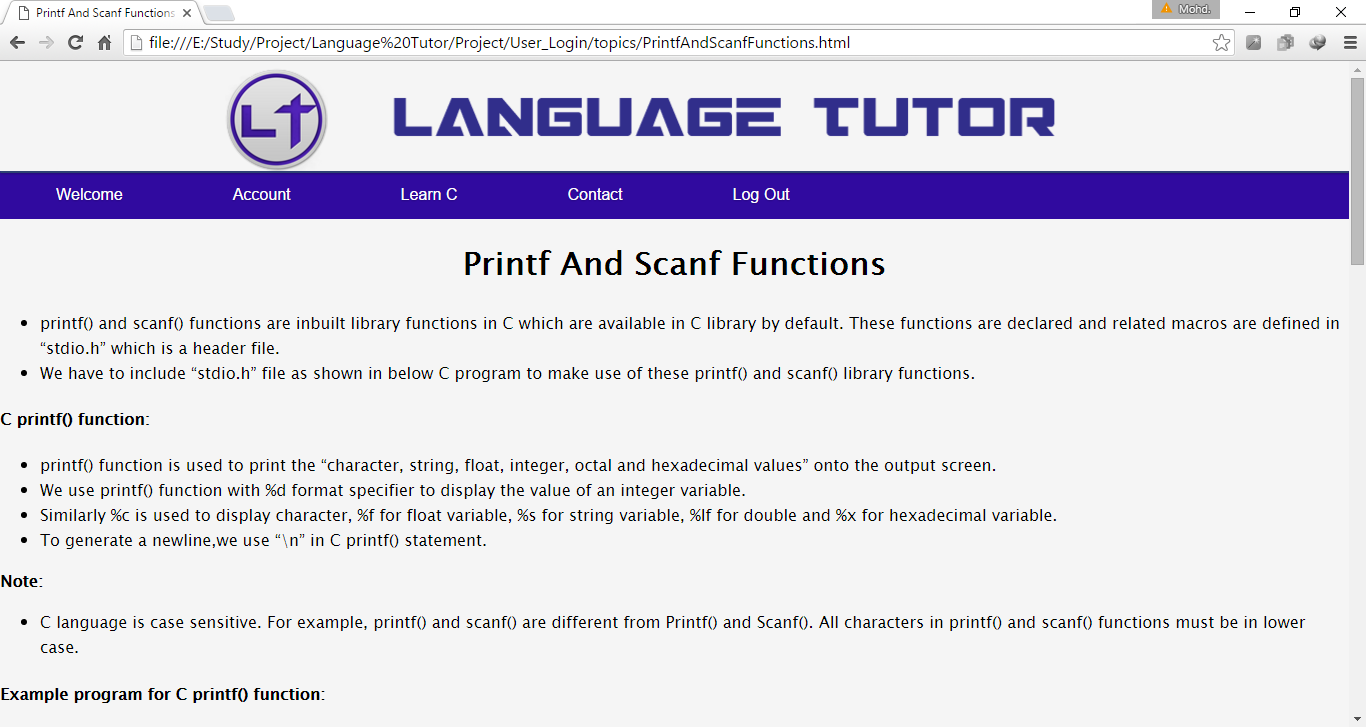 Printf And Scanf Functions
Mohd.
file:///E:/Study/Project/Language%20Tutor/Project/User_Login/topics/PrintfAndScanfFunctions.html
LT LANGUAGE TUTOR
Welcome Account Learn C Contact Log Out
Printf And Scanf Functions
• printf() and scanf() functions are inbuilt library functions in C which are available in C library by default. These functions are declared and related macros are defined in
“stdio.h” which is a header file.
• We have to include “stdio.h” file as shown in below C program to make use of these printf() and scanf() library functions.
C printf() function:
• printf() function is used to print the “character, string, float, integer, octal and hexadecimal values” onto the output screen.
• We use printf() function with %d format specifier to display the value of an integer variable.
• Similarly %c is used to display character, %f for float variable, %s for string variable, %lf for double and %x for hexadecimal variable.
• To generate a newline,we use “\n” in C printf() statement.
Note:
• C language is case sensitive. For example, printf() and scanf() are different from Printf() and Scanf(). All characters in printf() and scanf() functions must be in lower
case.
Example program for C printf() function: